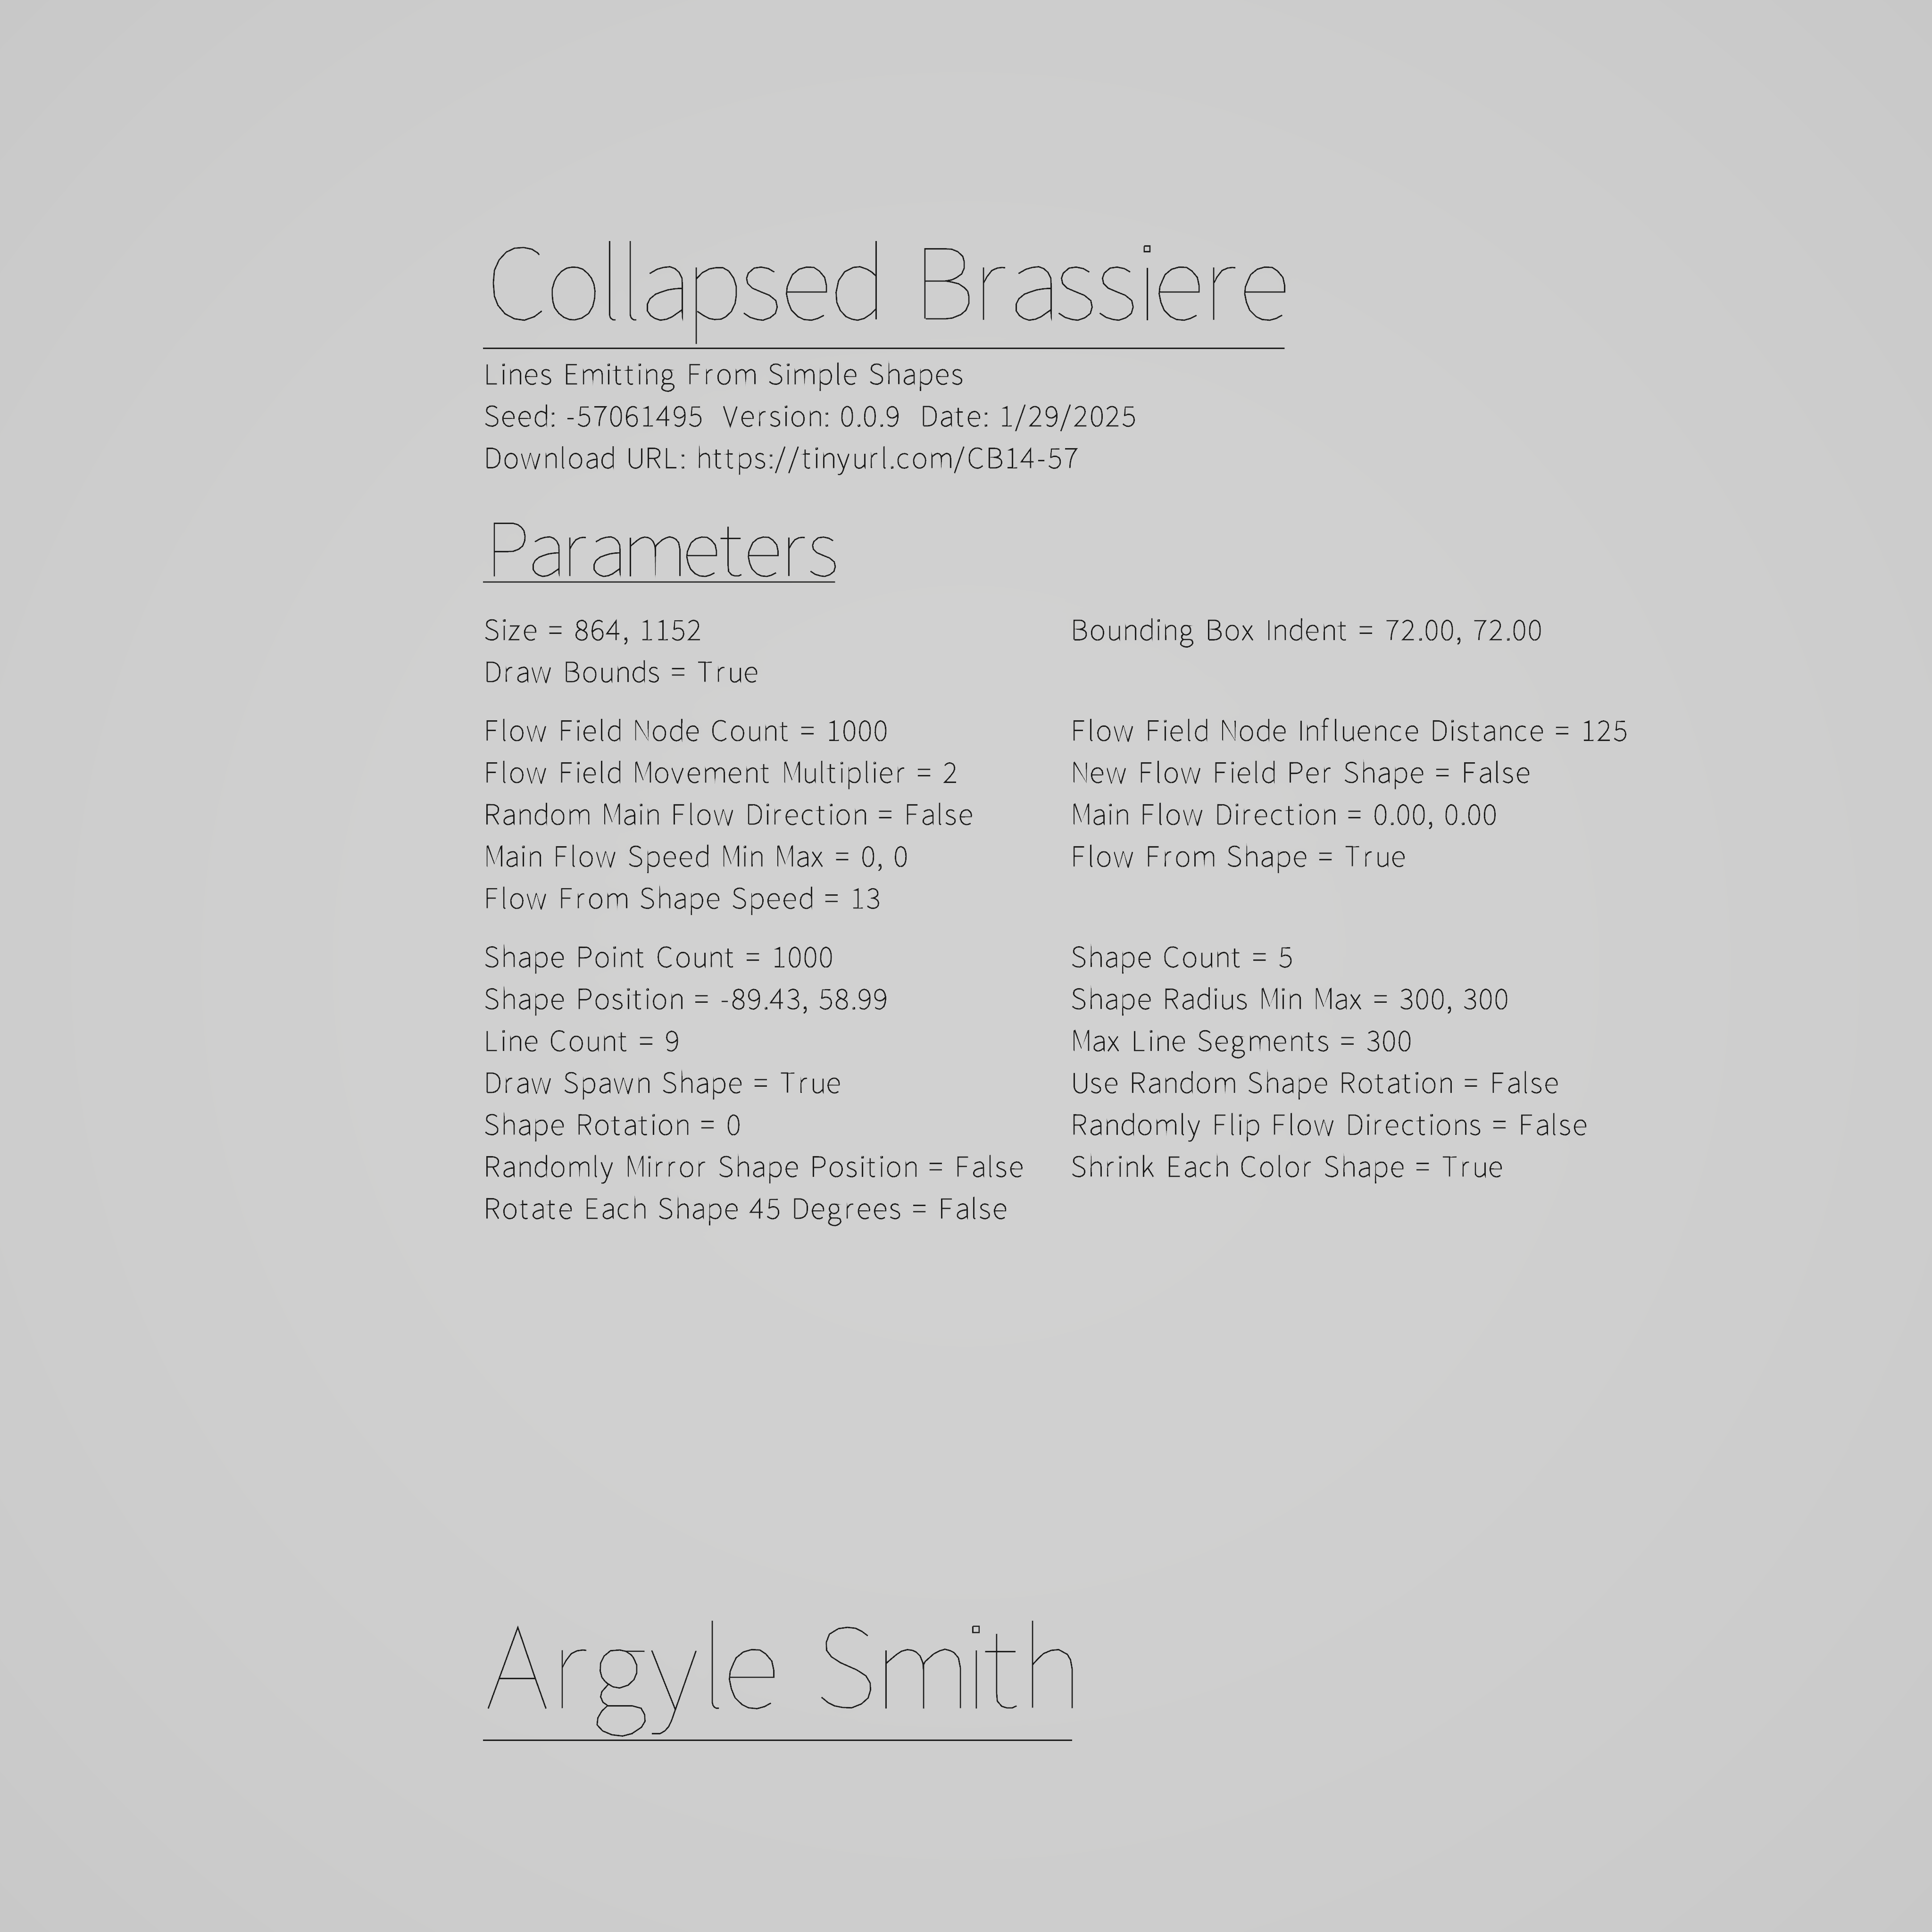 Collapsed Brassiere
Lines Emitting From Simple Shapes
Seed: -57061495  Version: 0.0.9  Date: 1/29/2025
Download URL: https://tinyurl.com/CB14-57
Parameters
Size = 864, 1152
Bounding Box Indent = 72.00, 72.00
Draw Bounds = True
Flow Field Node Count = 1000
Flow Field Node Influence Distance = 125
Flow Field Movement Multiplier = 2
New Flow Field Per Shape = False
Random Main Flow Direction = False
Main Flow Direction = 0.00, 0.00
Main Flow Speed Min Max = 0, 0
Flow From Shape = True
Flow From Shape Speed = 13
Shape Point Count = 1000
Shape Count = 5
Shape Position = -89.43, 58.99
Shape Radius Min Max = 300, 300
Line Count = 9
Max Line Segments = 300
Draw Spawn Shape = True
Use Random Shape Rotation = False
Shape Rotation = 0
Randomly Flip Flow Directions = False
Randomly Mirror Shape Position = False
Shrink Each Color Shape = True
Rotate Each Shape 45 Degrees = False
Argyle Smith